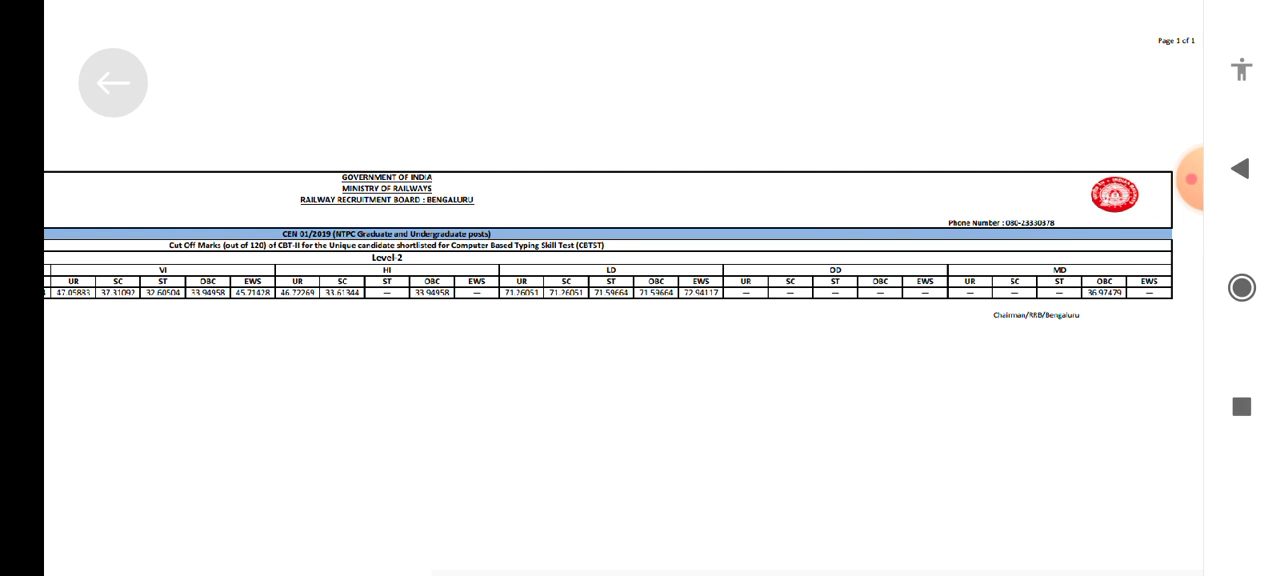 Page 1 of 1
GOVERNMENT OF INDIA
MINISTRY OF RAILWAYS
RAILWAY RECRUITMENT BOARD : BENGALURU
Phone Number : 080-23330378
CEN 01/2019 (NTPC Graduate and Undergraduate posts)
Cut Off Marks (out of 120) of CBT-II for the Unique candidate shortlisted for Computer Based Typing Skill Test (CBTST)
Level-2
VI HI LD OD MD
UR SC ST OBC EWS UR SC ST OBC EWS UR SC ST OBC EWS UR SC ST OBC EWS UR SC ST OBC EWS
47.05883 37.31092 32.60504 33.94958 45.71428 46.72269 33.61344 — 33.94958 — 71.26051 71.26051 71.59664 71.59664 72.94117 — — — — — — — — 36.97479 —
Chairman/RRB/Bengaluru